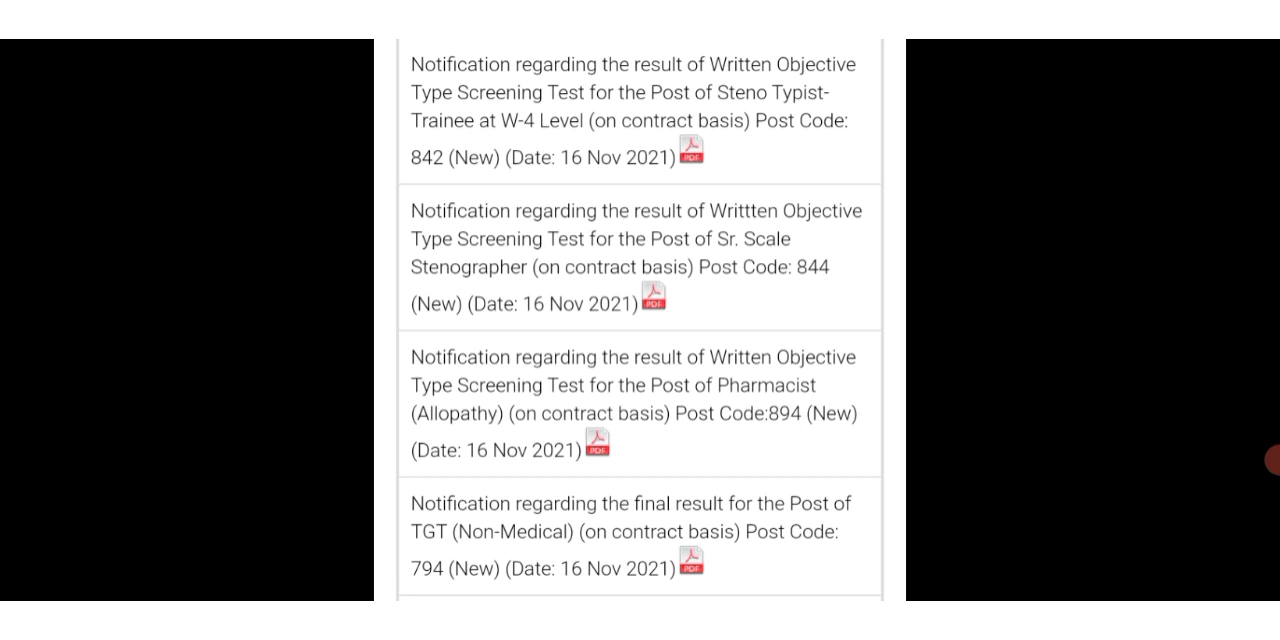 Notification regarding the result of Written Objective
Type Screening Test for the Post of Steno Typist-
Trainee at W-4 Level (on contract basis) Post Code:
842 (New) (Date: 16 Nov 2021) PDF
Notification regarding the result of Writtten Objective
Type Screening Test for the Post of Sr. Scale
Stenographer (on contract basis) Post Code: 844
(New) (Date: 16 Nov 2021) PDF
Notification regarding the result of Written Objective
Type Screening Test for the Post of Pharmacist
(Allopathy) (on contract basis) Post Code:894 (New)
(Date: 16 Nov 2021) PDF
Notification regarding the final result for the Post of
TGT (Non-Medical) (on contract basis) Post Code:
794 (New) (Date: 16 Nov 2021) PDF